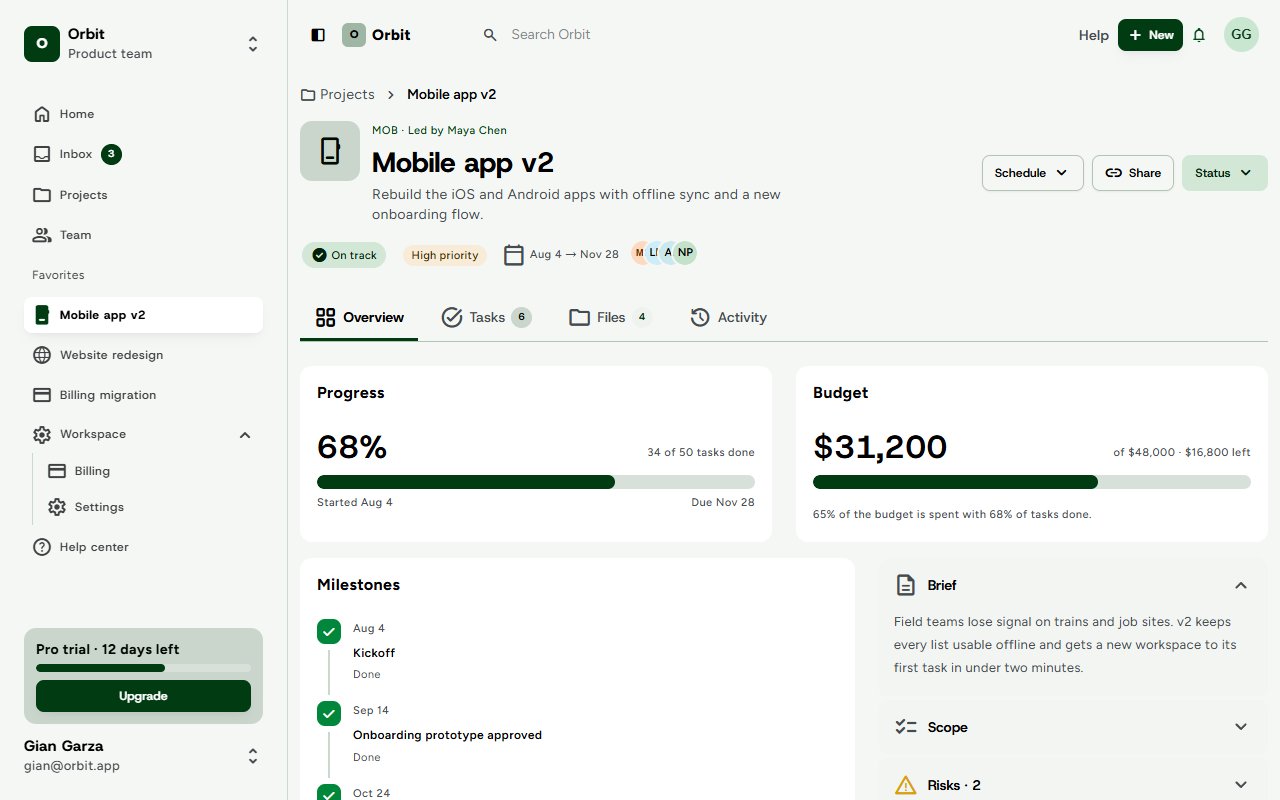 O
Orbit
Product team
Home
Inbox 3
Projects
Team
Favorites
Mobile app v2
Website redesign
Billing migration
Workspace
Billing
Settings
Help center
Pro trial · 12 days left
Upgrade
Gian Garza
gian@orbit.app
O Orbit
Search Orbit
Help
+ New
GG
Projects > Mobile app v2
MOB · Led by Maya Chen
Mobile app v2
Rebuild the iOS and Android apps with offline sync and a new
onboarding flow.
Schedule
Share
Status
On track
High priority
Aug 4 → Nov 28
NP
Overview
Tasks 6
Files 4
Activity
Progress
68%
34 of 50 tasks done
Started Aug 4
Due Nov 28
Budget
$31,200
of $48,000 · $16,800 left
65% of the budget is spent with 68% of tasks done.
Milestones
Aug 4
Kickoff
Done
Sep 14
Onboarding prototype approved
Done
Oct 24
Brief
Field teams lose signal on trains and job sites. v2 keeps
every list usable offline and gets a new workspace to its
first task in under two minutes.
Scope
Risks · 2